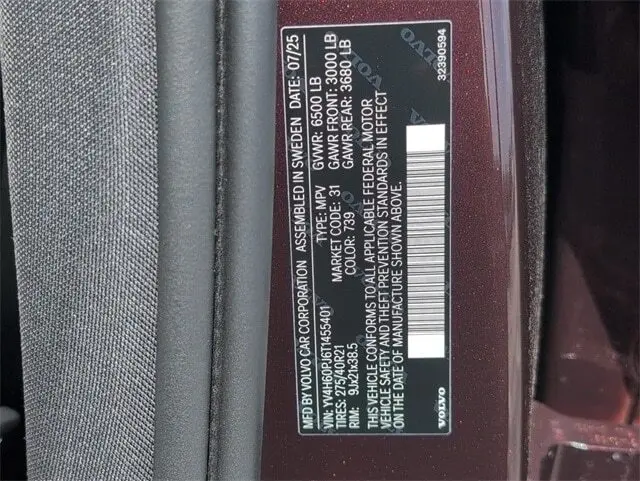 MFD BY VOLVO CAR CORPORATION ASSEMBLED IN SWEDEN DATE: 07/25
VIN: YV4H60PJ6T1455401 TYPE: MPV GVWR: 6500 LB
TIRES: 275/40R21 MARKET CODE: 31 GAWR FRONT: 3000 LB
RIM: 9Jx21x38.5 COLOR: 739 GAWR REAR: 3680 LB
THIS VEHICLE CONFORMS TO ALL APPLICABLE FEDERAL MOTOR
VEHICLE SAFETY AND THEFT PREVENTION STANDARDS IN EFFECT
ON THE DATE OF MANUFACTURE SHOWN ABOVE.
VOLVO 32390594